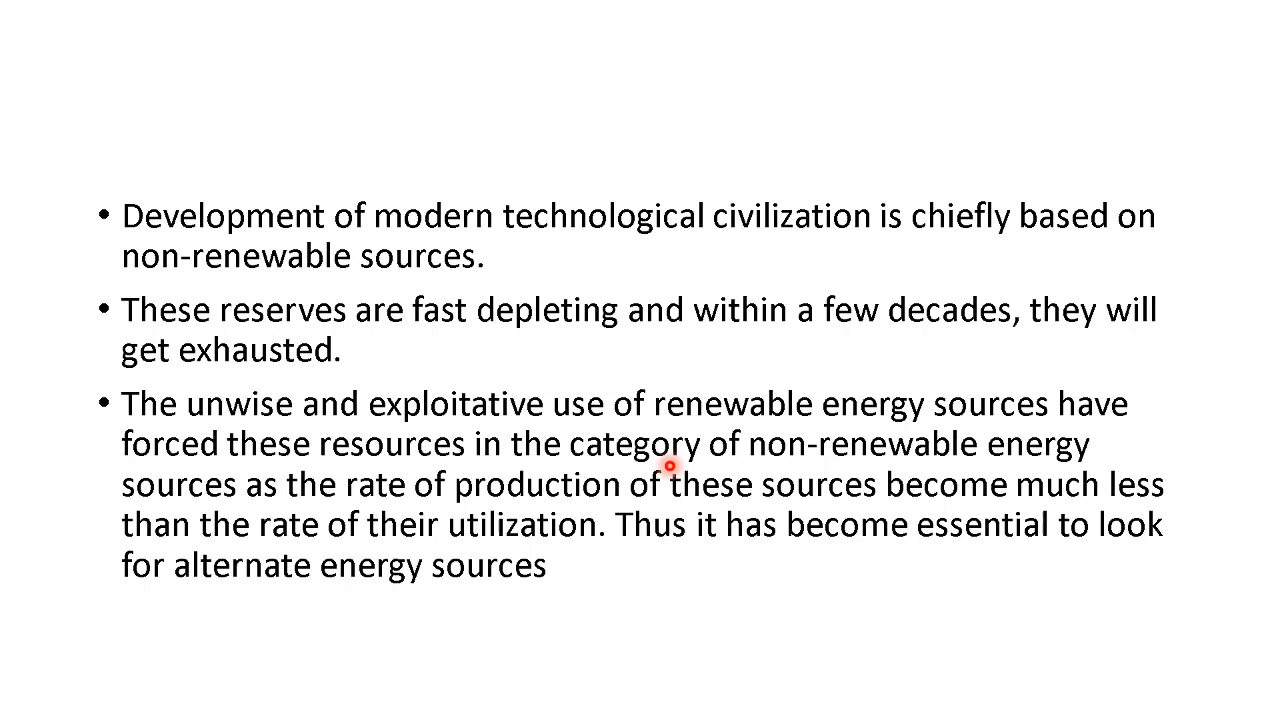 • Development of modern technological civilization is chiefly based on
non-renewable sources.
• These reserves are fast depleting and within a few decades, they will
get exhausted.
• The unwise and exploitative use of renewable energy sources have
forced these resources in the category of non-renewable energy
sources as the rate of production of these sources become much less
than the rate of their utilization. Thus it has become essential to look
for alternate energy sources